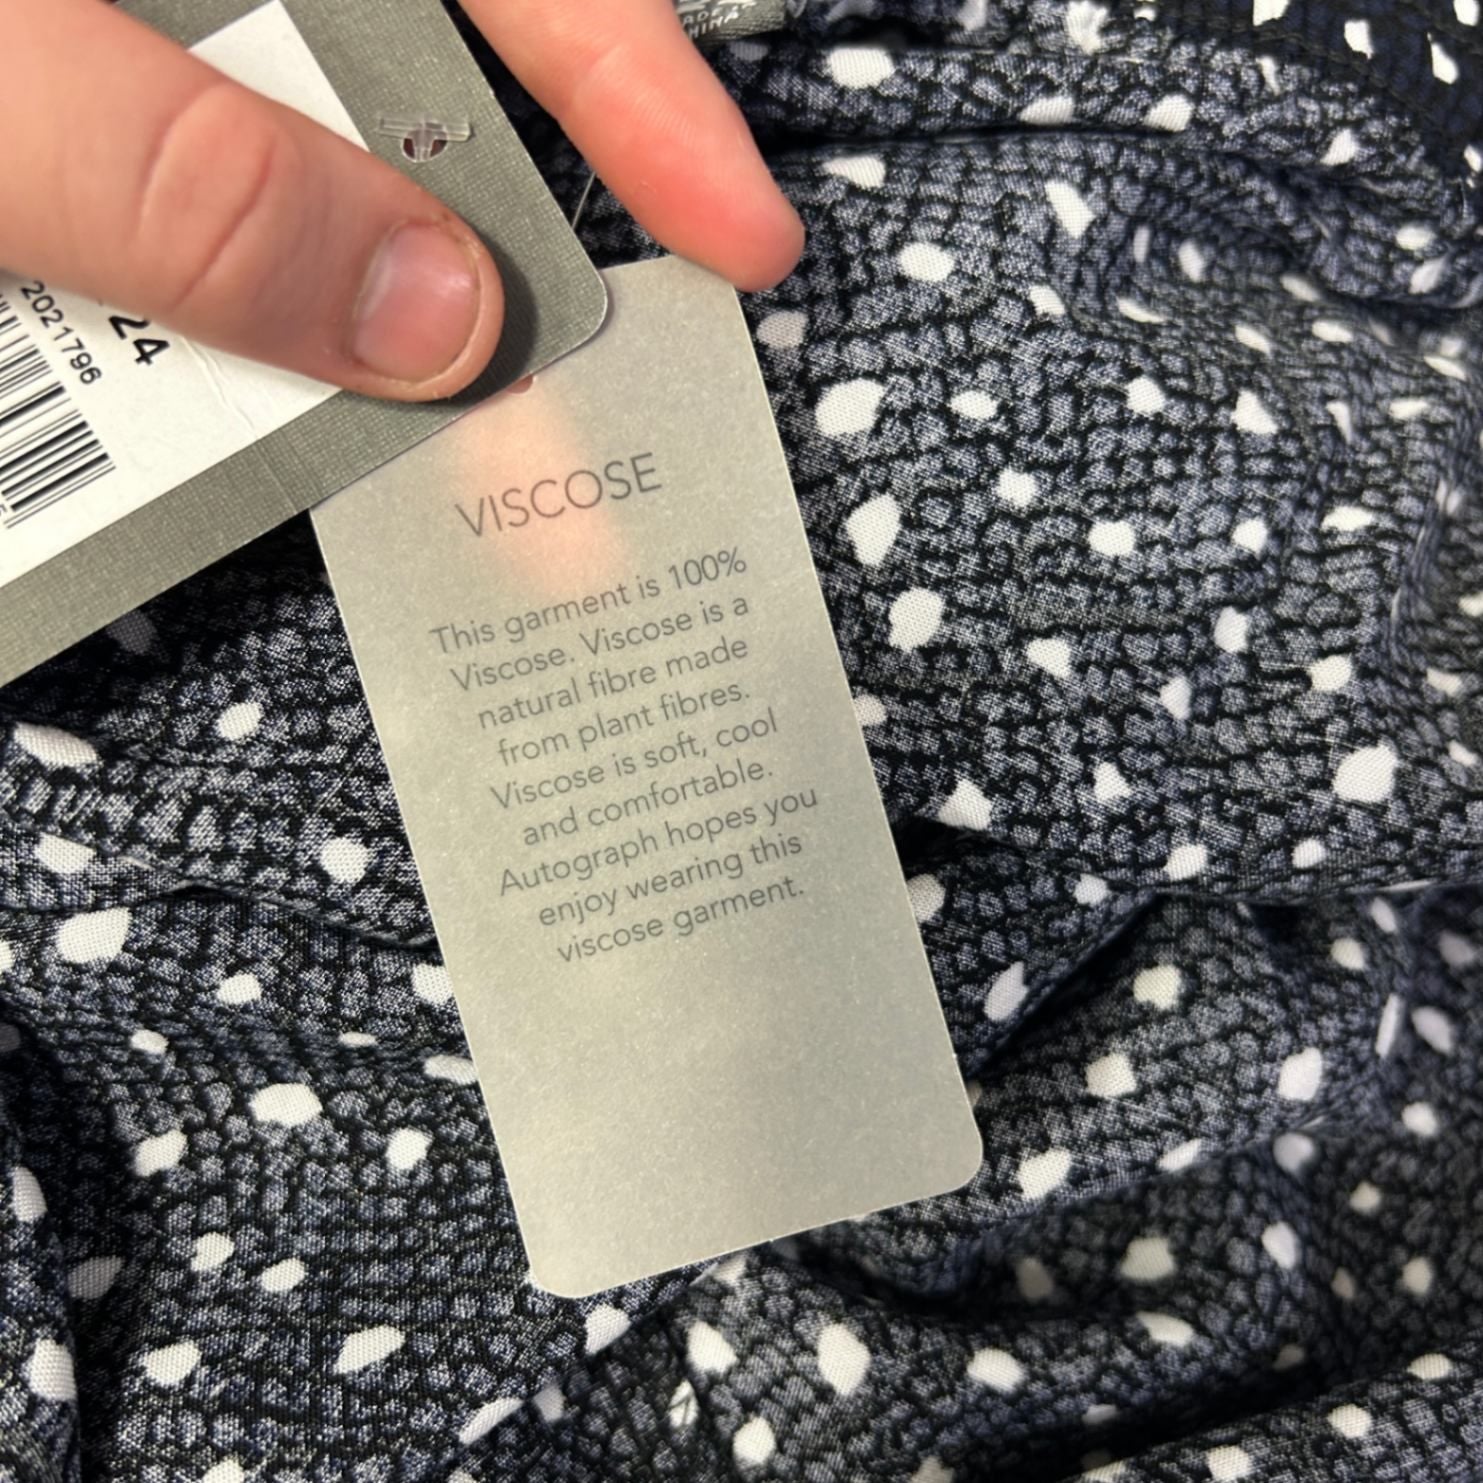 HINA
24
2021796
VISCOSE
This garment is 100%
Viscose. Viscose is a
natural fibre made
from plant fibres.
Viscose is soft, cool
and comfortable.
Autograph hopes you
enjoy wearing this
viscose garment.